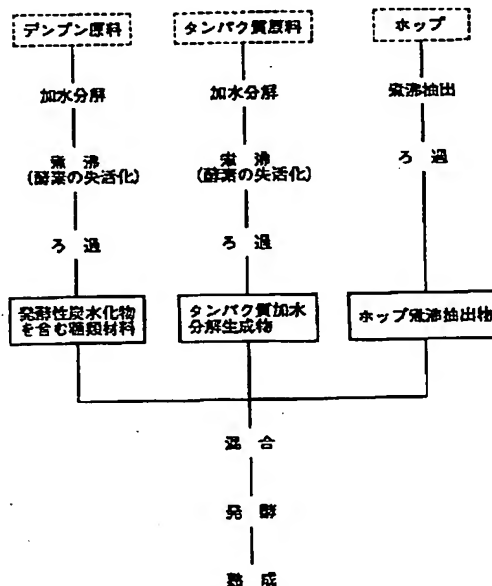 デンプン原料
加水分解
煮沸
(酵素の失活化)
ろ過
発酵性炭水化物
を含む糖類材料
タンパク質原料
加水分解
煮沸
(酵素の失活化)
ろ過
タンパク質加水
分解生成物
ホップ
煮沸抽出
ろ過
ホップ煮沸抽出物
混合
発酵
熟成